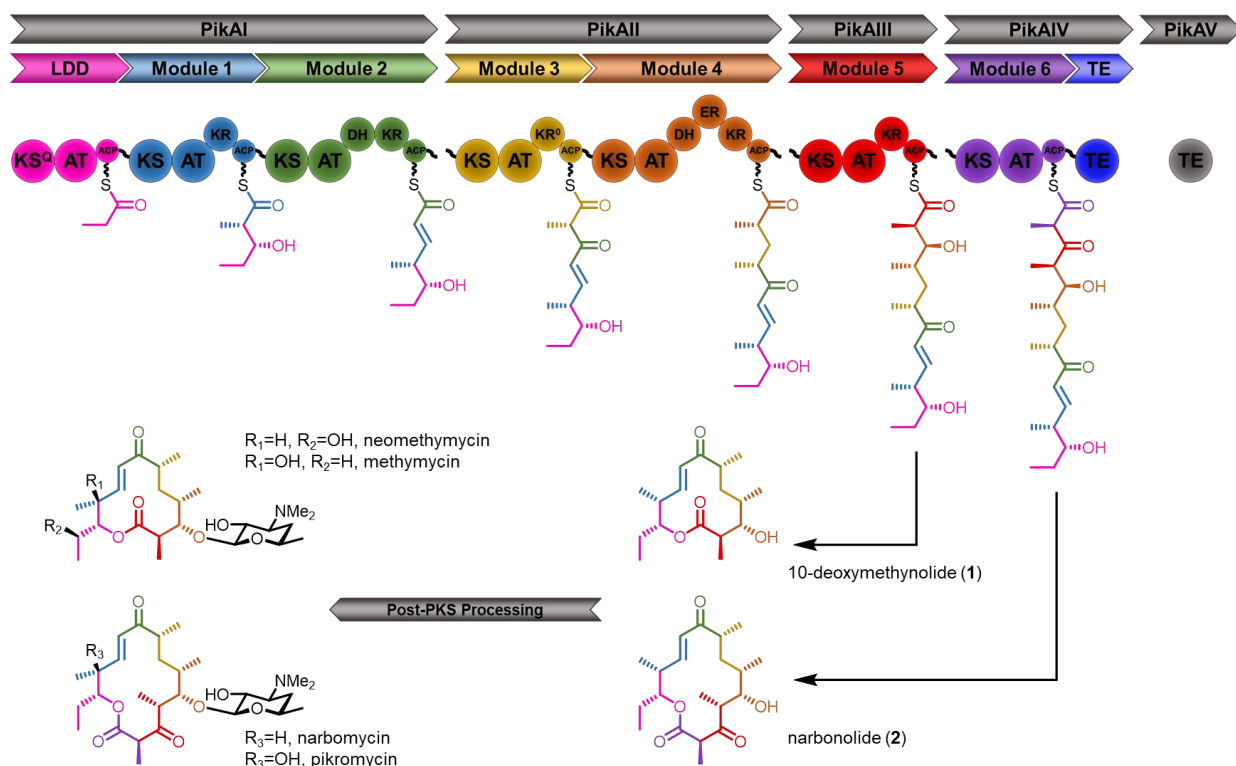 PikAI PikAII PikAIII PikAIV PikAV
LDD Module 1 Module 2 Module 3 Module 4 Module 5 Module 6 TE
KS^Q AT ACP KS AT KR ACP KS AT DH KR ACP KS AT KR⁰ ACP KS AT DH ER KR ACP KS AT KR ACP KS AT ACP TE TE
S S S S S S S
O O O O O O O
OH O OH O
OH O OH
OH O O
OH O
OH
OH
O
R₁=H, R₂=OH, neomethymycin
R₁=OH, R₂=H, methymycin
R₁ O HO NMe₂
R₂ O O O
O
O
O OH
10-deoxymethynolide (1)
Post-PKS Processing
O
R₃ HO NMe₂
O O O
O O
R₃=H, narbomycin
R₃=OH, pikromycin
O
OH
O
O O
narbonolide (2)